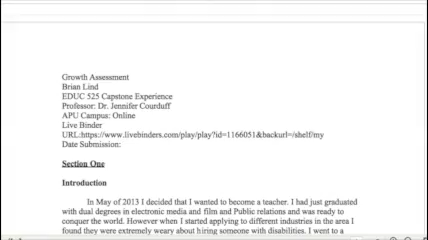 Growth Assessment
Brian Lind
EDUC 525 Capstone Experience
Professor: Dr. Jennifer Courduff
APU Campus: Online
Live Binder
URL:https://www.livebinders.com/play/play?id=1166051&backurl=/shelf/my
Date Submission:
Section One
Introduction
In May of 2013 I decided that I wanted to become a teacher. I had just graduated
with dual degrees in electronic media and film and Public relations and was ready to
conquer the world. However when I started applying to different industries in the area I
found they were extremely weary about hiring someone with disabilities. I went to a